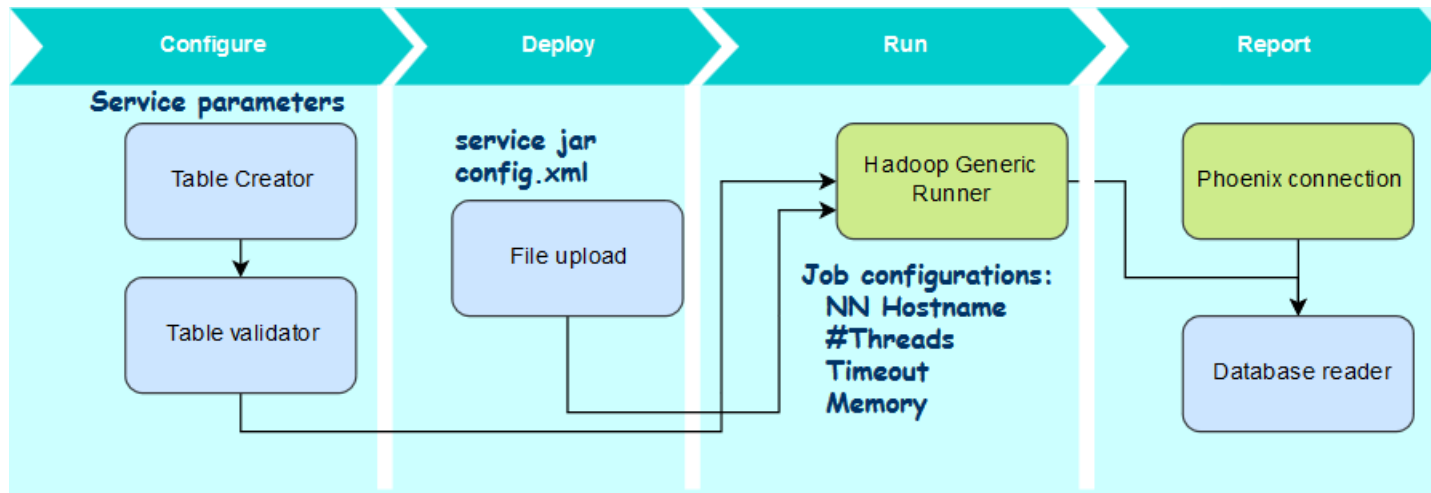 Configure
Deploy
Run
Report
Service parameters
Table Creator
Table validator
service jar
config.xml
File upload
Hadoop Generic
Runner
Job configurations:
NN Hostname
#Threads
Timeout
Memory
Phoenix connection
Database reader